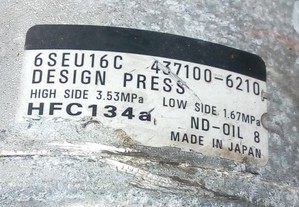 6SEU16C 437100-6210
DESIGN PRESS
HIGH SIDE 3.53MPa LOW SIDE 1.67MPa
HFC134a ND-OIL 8
MADE IN JAPAN